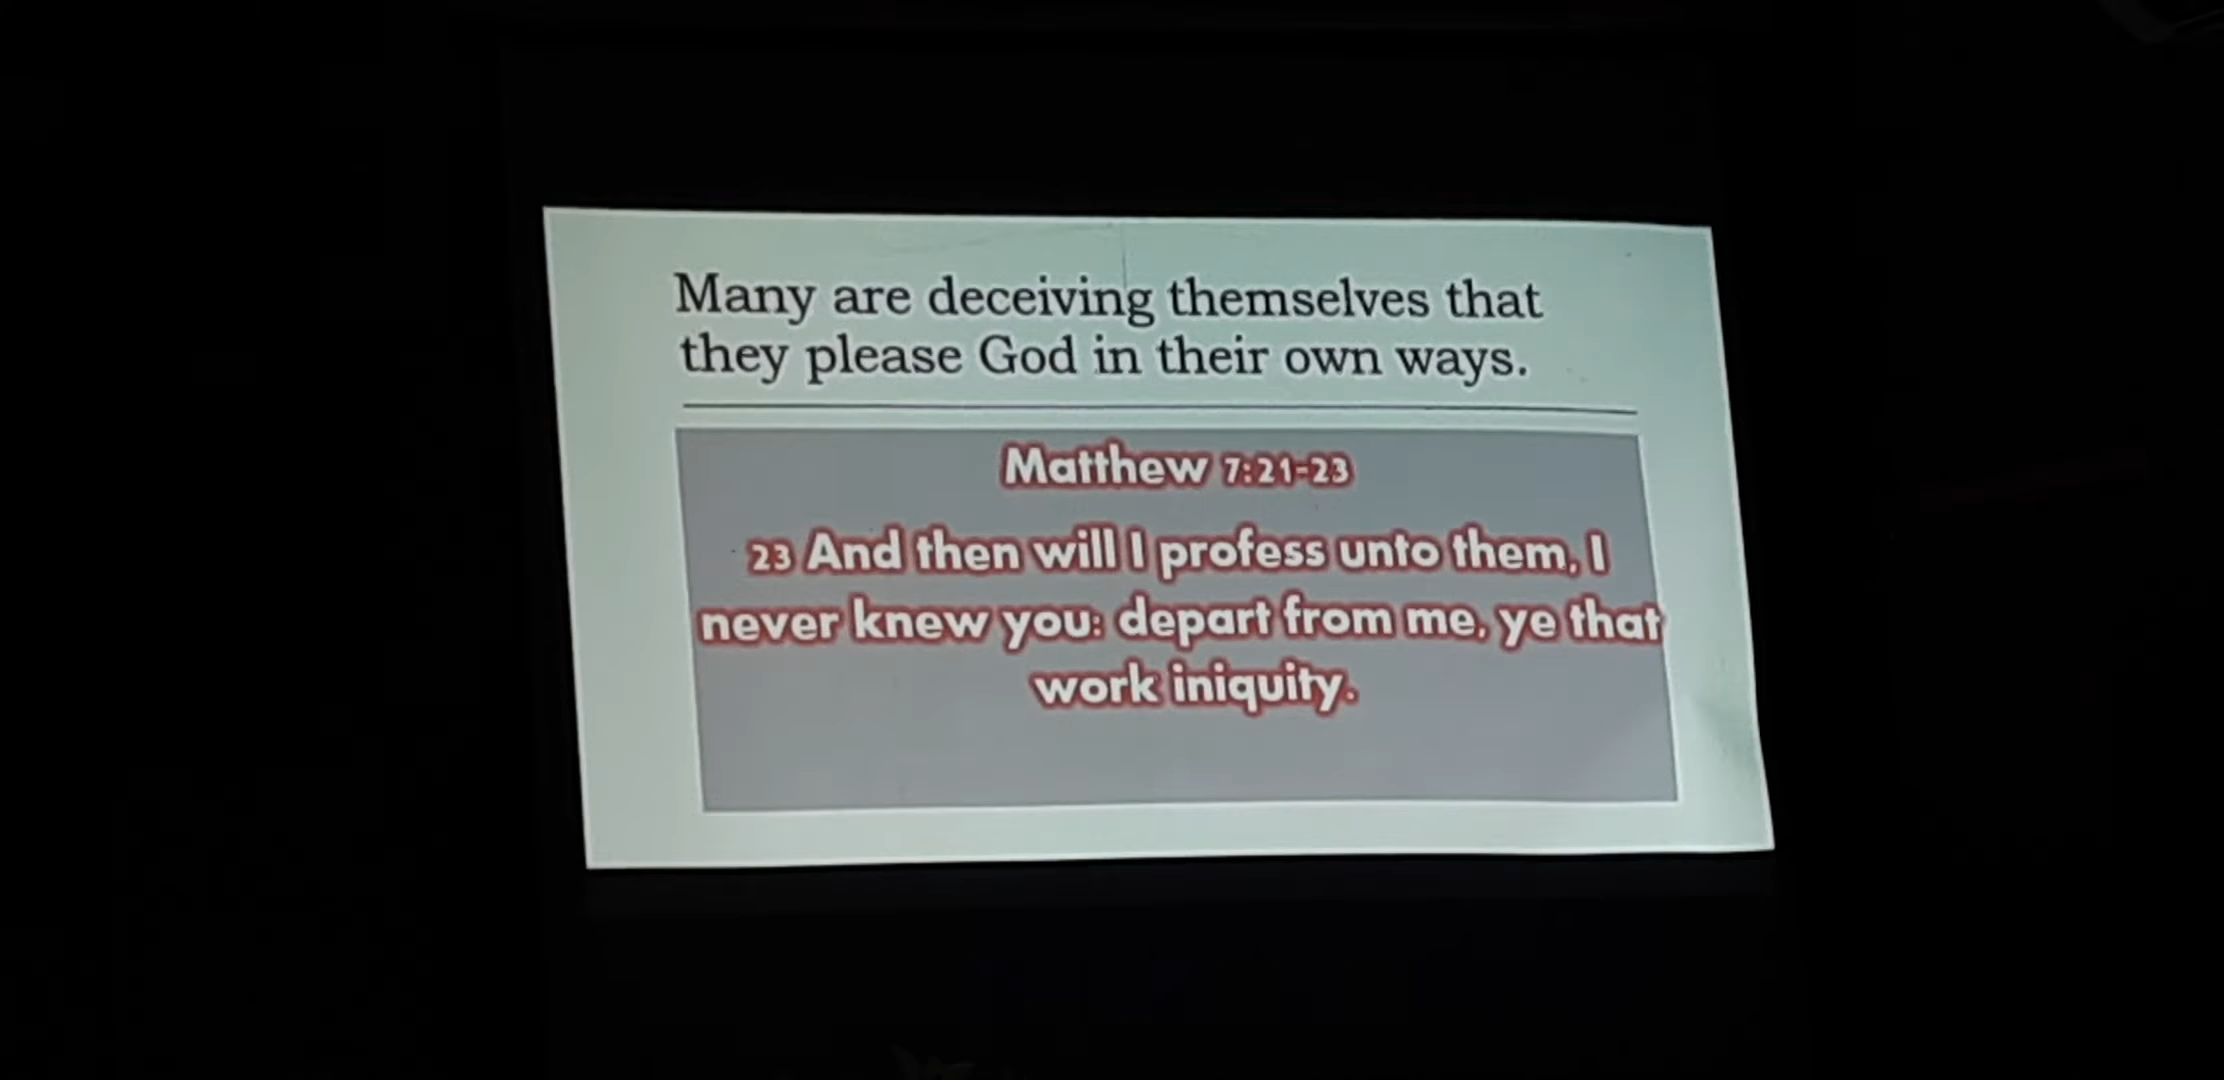 Many are deceiving themselves that
they please God in their own ways.
Matthew 7:21-23
23 And then will I profess unto them, I
never knew you: depart from me, ye that
work iniquity.